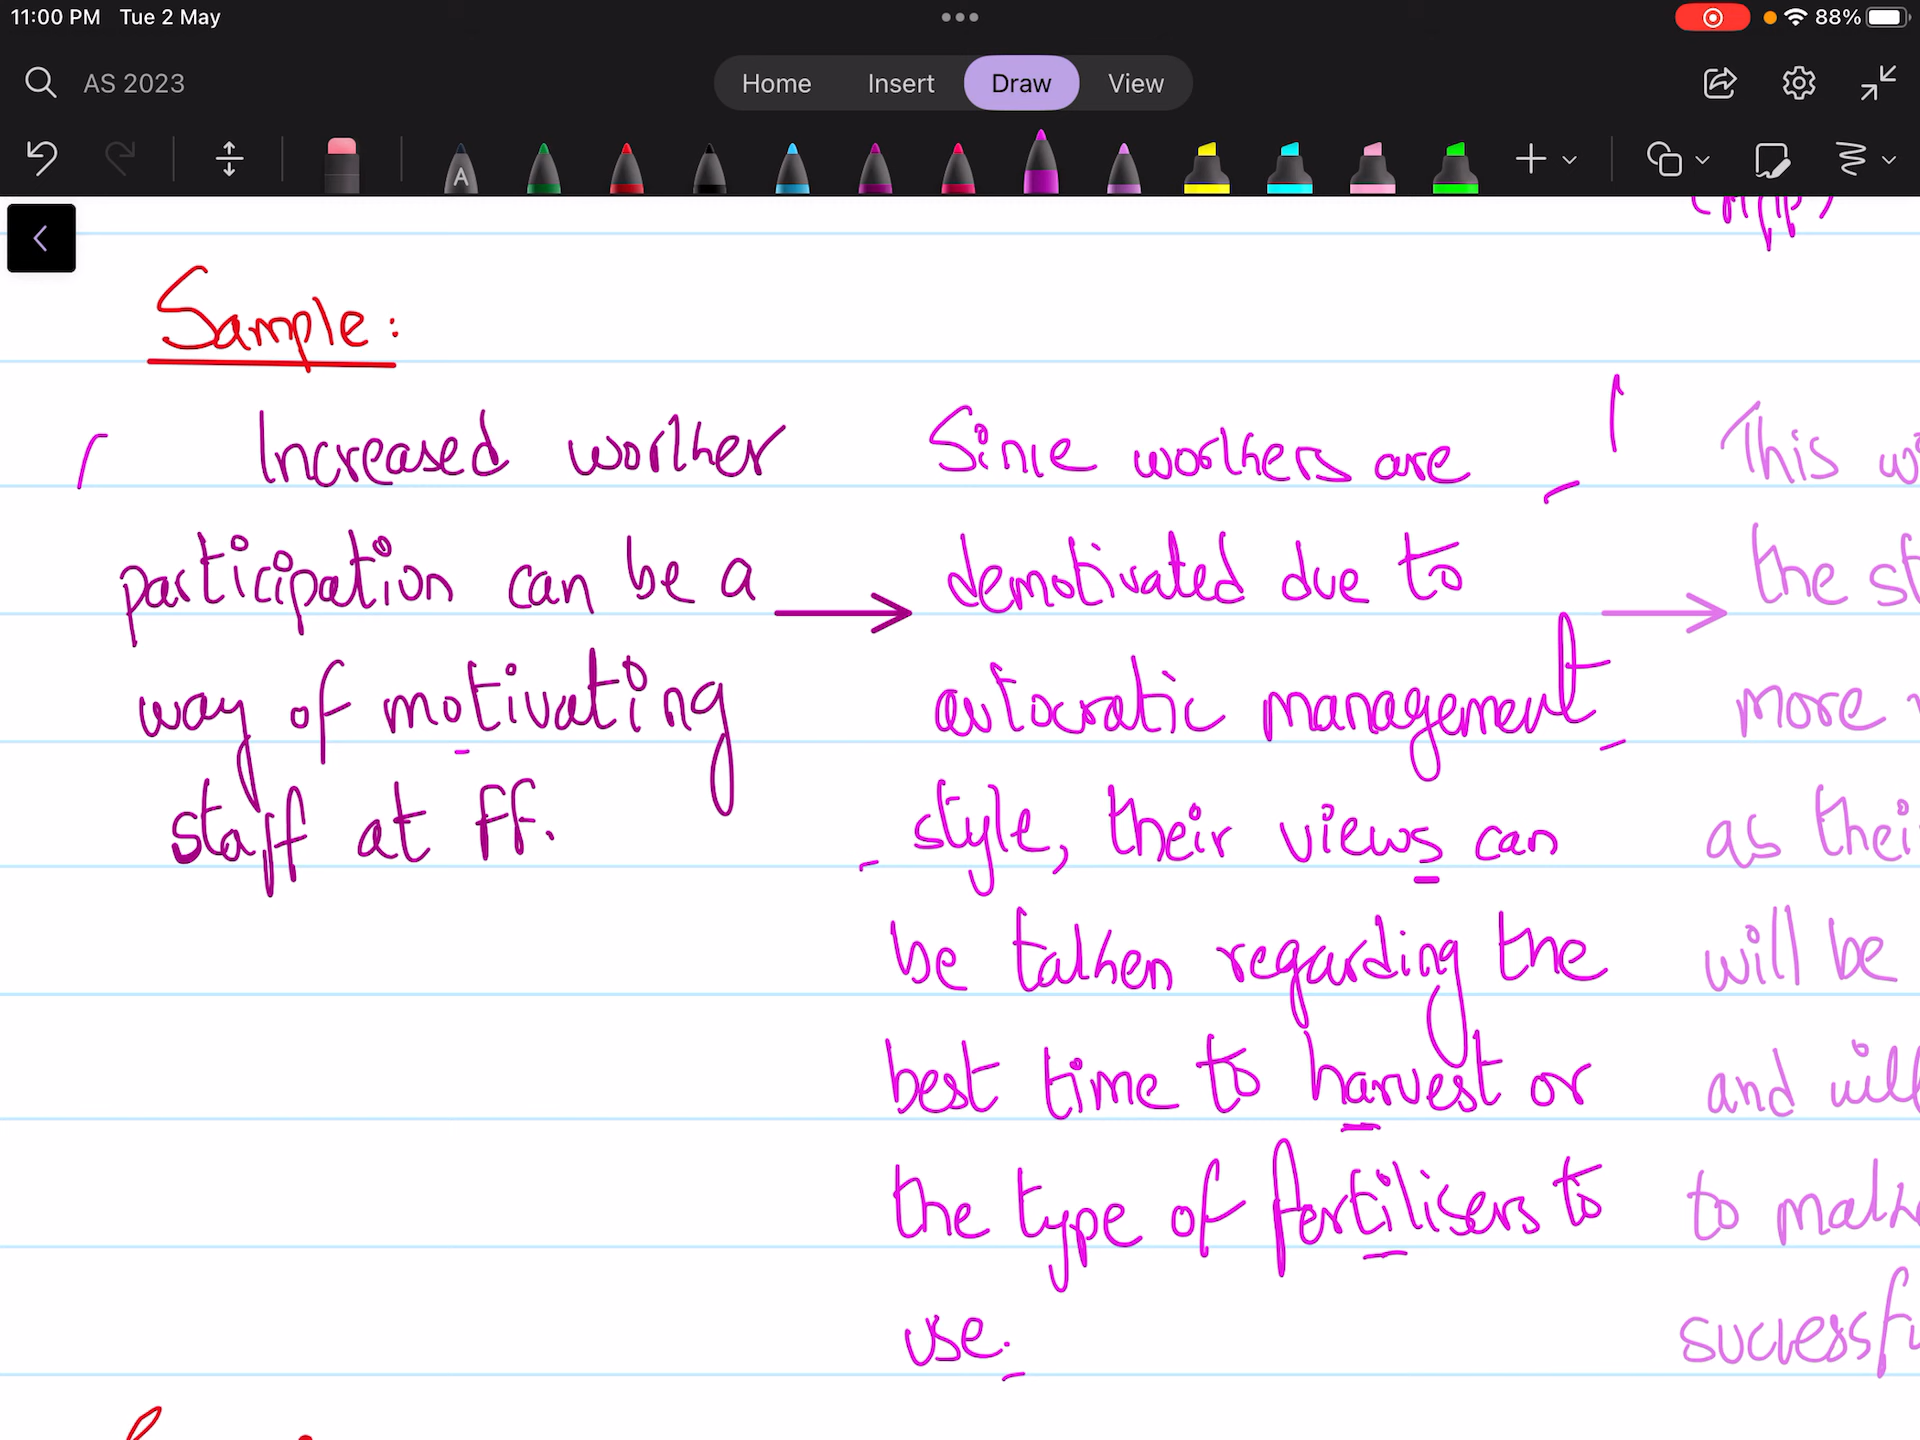 11:00 PM Tue 2 May
88%
AS 2023
Home Insert Draw View
A
(App)
Sample:
Increased worker
participation can be a
way of motivating
staff at FF.
Since workers are
demotivated due to
autocratic management
style, their views can
be taken regarding the
best time to harvest or
the type of fertilisers to
use.
This
the
more
as their
will be
and will
to